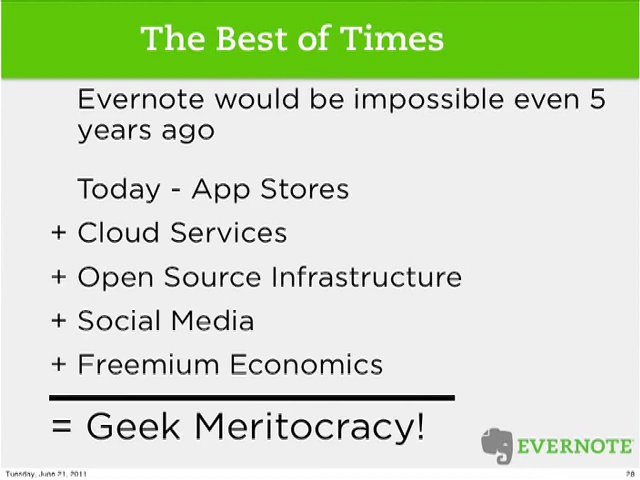 The Best of Times
Evernote would be impossible even 5
years ago
Today - App Stores
+ Cloud Services
+ Open Source Infrastructure
+ Social Media
+ Freemium Economics
= Geek Meritocracy!
EVERNOTE
Tuesday, June 21, 2011
28